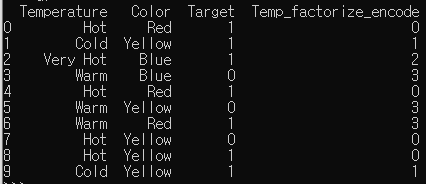 Temperature Color Target Temp_factorize_encode
0 Hot Red 1 0
1 Cold Yellow 1 1
2 Very Hot Blue 1 2
3 Warm Blue 0 3
4 Hot Red 1 0
5 Warm Yellow 0 3
6 Warm Red 1 3
7 Hot Yellow 0 0
8 Hot Yellow 1 0
9 Cold Yellow 1 1